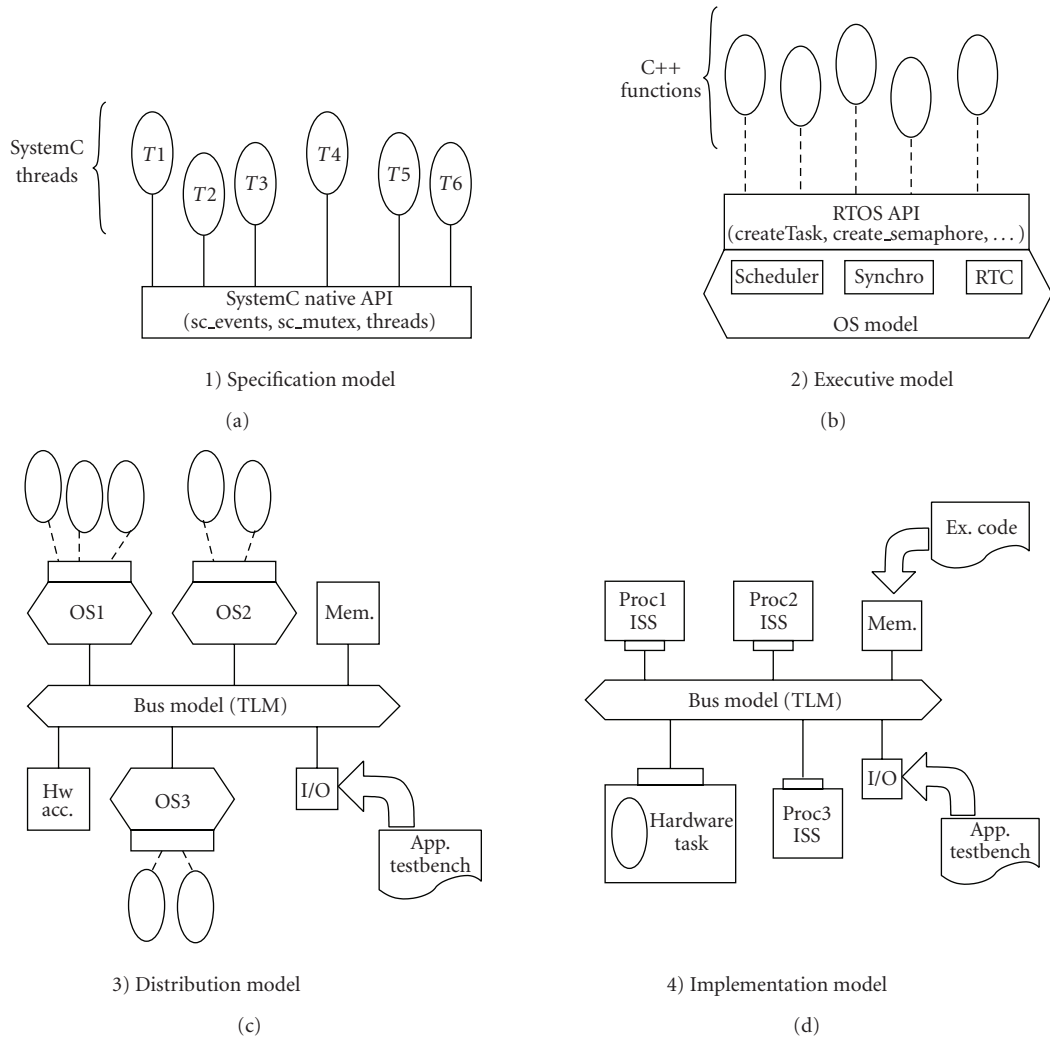 SystemC
threads
T1
T2
T3
T4
T5
T6
SystemC native API
(sc_events, sc_mutex, threads)
1) Specification model
(a)
C++
functions
RTOS API
(createTask, create_semaphore, ...)
Scheduler
Synchro
RTC
OS model
2) Executive model
(b)
OS1
OS2
Mem.
Bus model (TLM)
Hw
acc.
OS3
I/O
App.
testbench
3) Distribution model
(c)
Ex. code
Proc1
ISS
Proc2
ISS
Mem.
Bus model (TLM)
Hardware
task
Proc3
ISS
I/O
App.
testbench
4) Implementation model
(d)